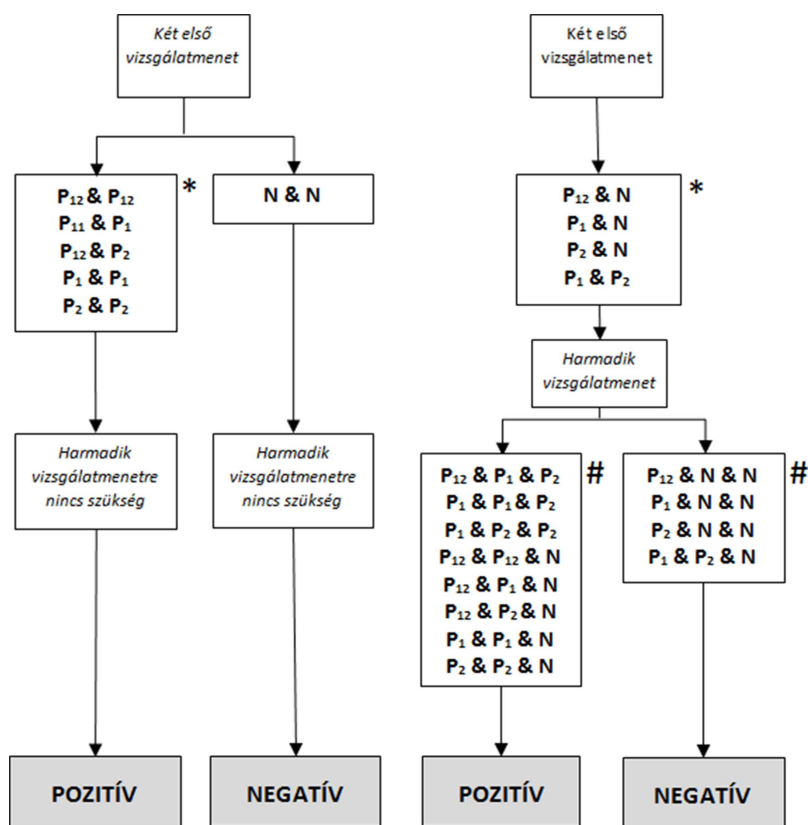 Két első
vizsgálatmenet
P₁₂ & P₁₂
P₁₁ & P₁
P₁₂ & P₂
P₁ & P₁
P₂ & P₂
*
N & N
Harmadik
vizsgálatmenetre
nincs szükség
Harmadik
vizsgálatmenetre
nincs szükség
POZITÍV
NEGATÍV
Két első
vizsgálatmenet
P₁₂ & N
P₁ & N
P₂ & N
P₁ & P₂
*
Harmadik
vizsgálatmenet
P₁₂ & P₁ & P₂
P₁ & P₁ & P₂
P₁ & P₂ & P₂
P₁₂ & P₁₂ & N
P₁₂ & P₁ & N
P₁₂ & P₂ & N
P₁ & P₁ & N
P₂ & P₂ & N
#
P₁₂ & N & N
P₁ & N & N
P₂ & N & N
P₁ & P₂ & N
#
POZITÍV
NEGATÍV